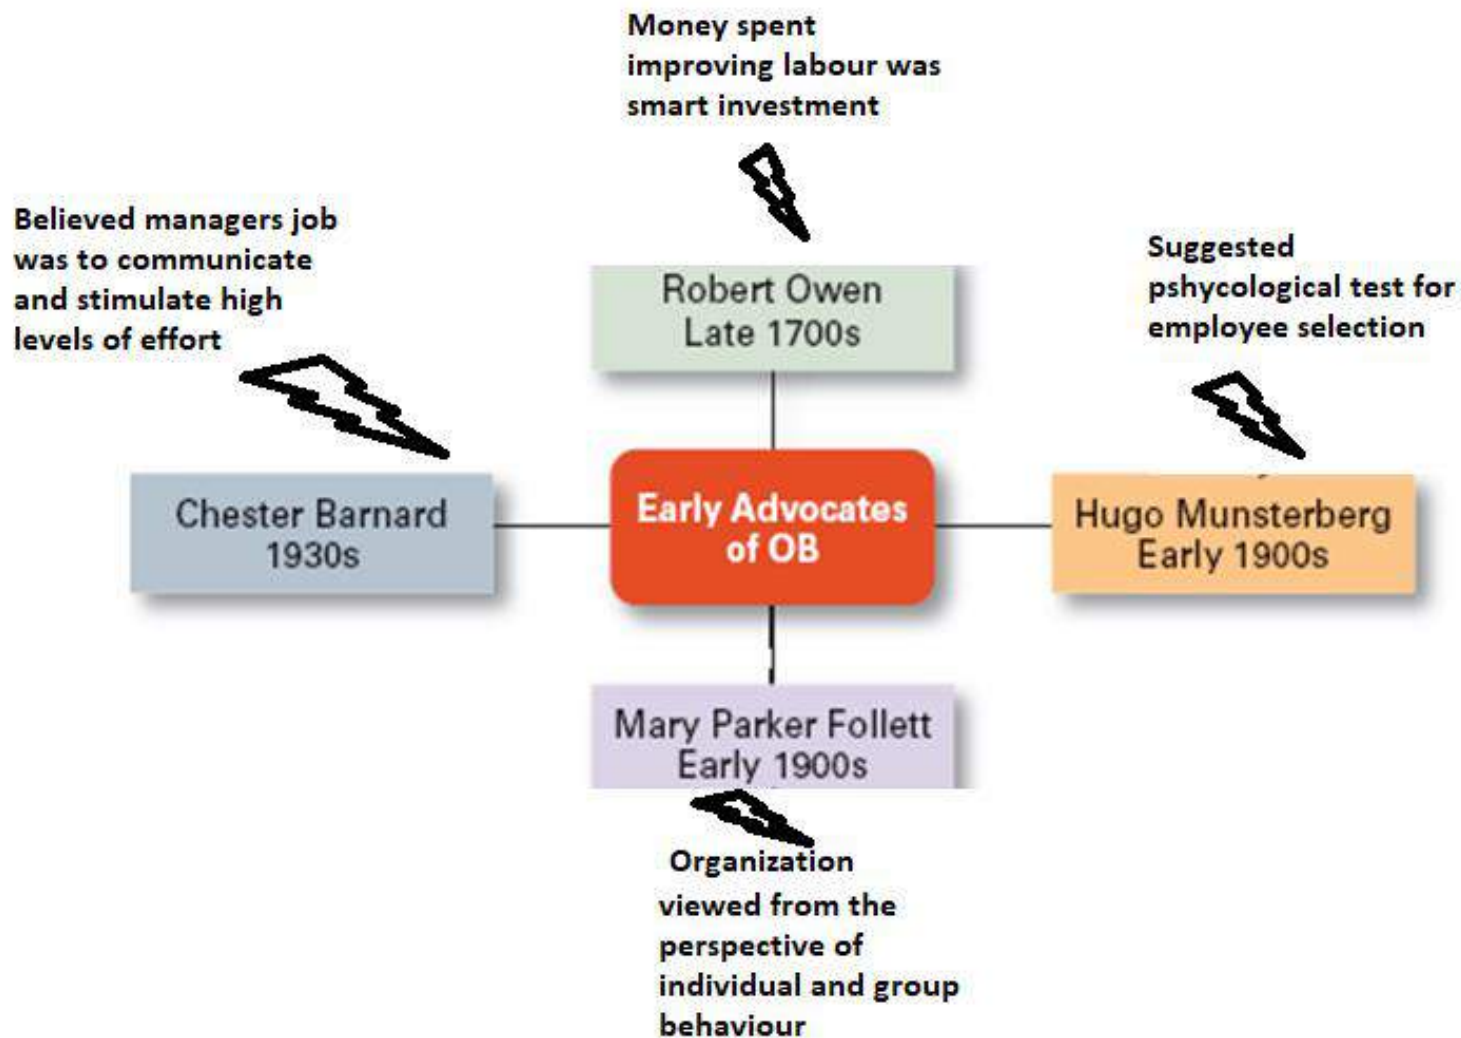 Money spent
improving labour was
smart investment
Believed managers job
was to communicate
and stimulate high
levels of effort
Suggested
pshycological test for
employee selection
Robert Owen
Late 1700s
Chester Barnard
1930s
Early Advocates
of OB
Hugo Munsterberg
Early 1900s
Mary Parker Follett
Early 1900s
Organization
viewed from the
perspective of
individual and group
behaviour